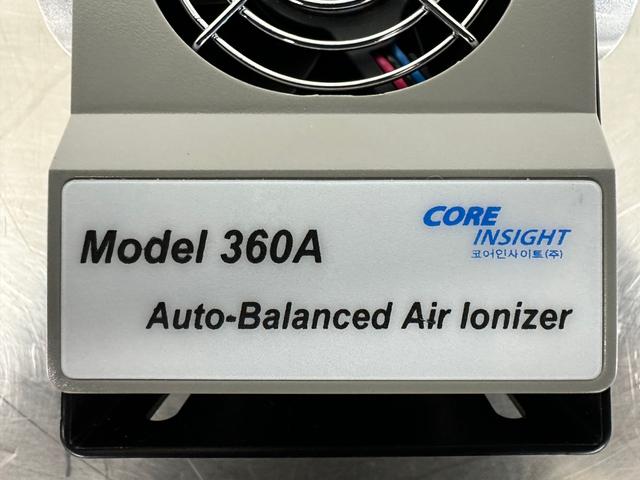 CORE
INSIGHT
코어인사이트(주)
Model 360A
Auto-Balanced Air Ionizer